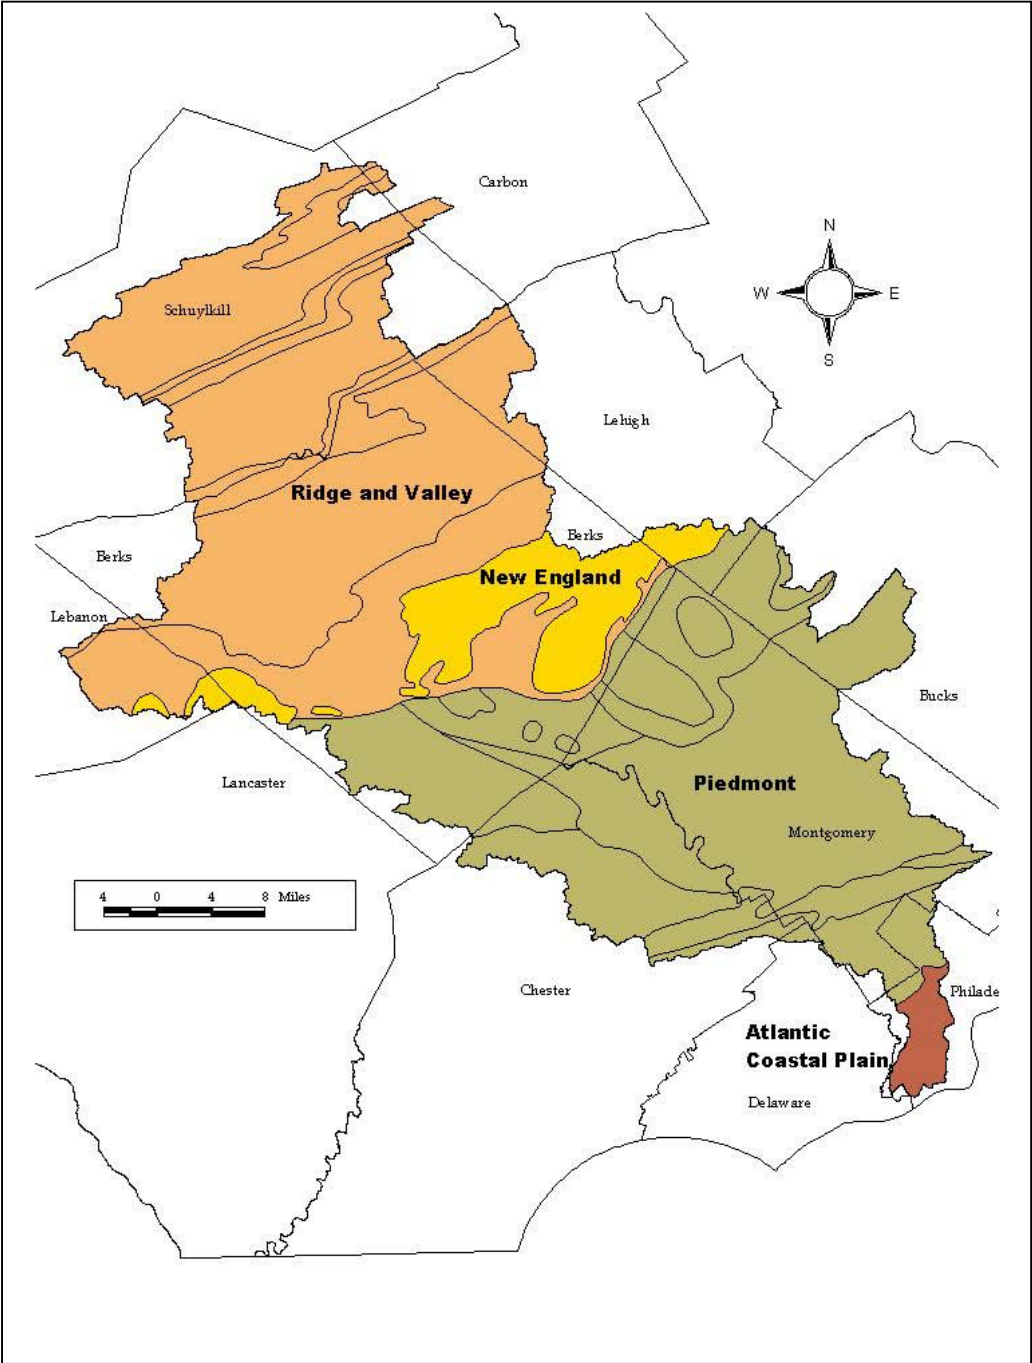 Carbon
N
W E
S
Schuylkill
Lehigh
Ridge and Valley
Berks
Berks
New England
Lebanon
Bucks
Lancaster
Piedmont
Montgomery
4 0 4 8 Miles
Chester
Philade
Atlantic
Coastal Plain
Delaware